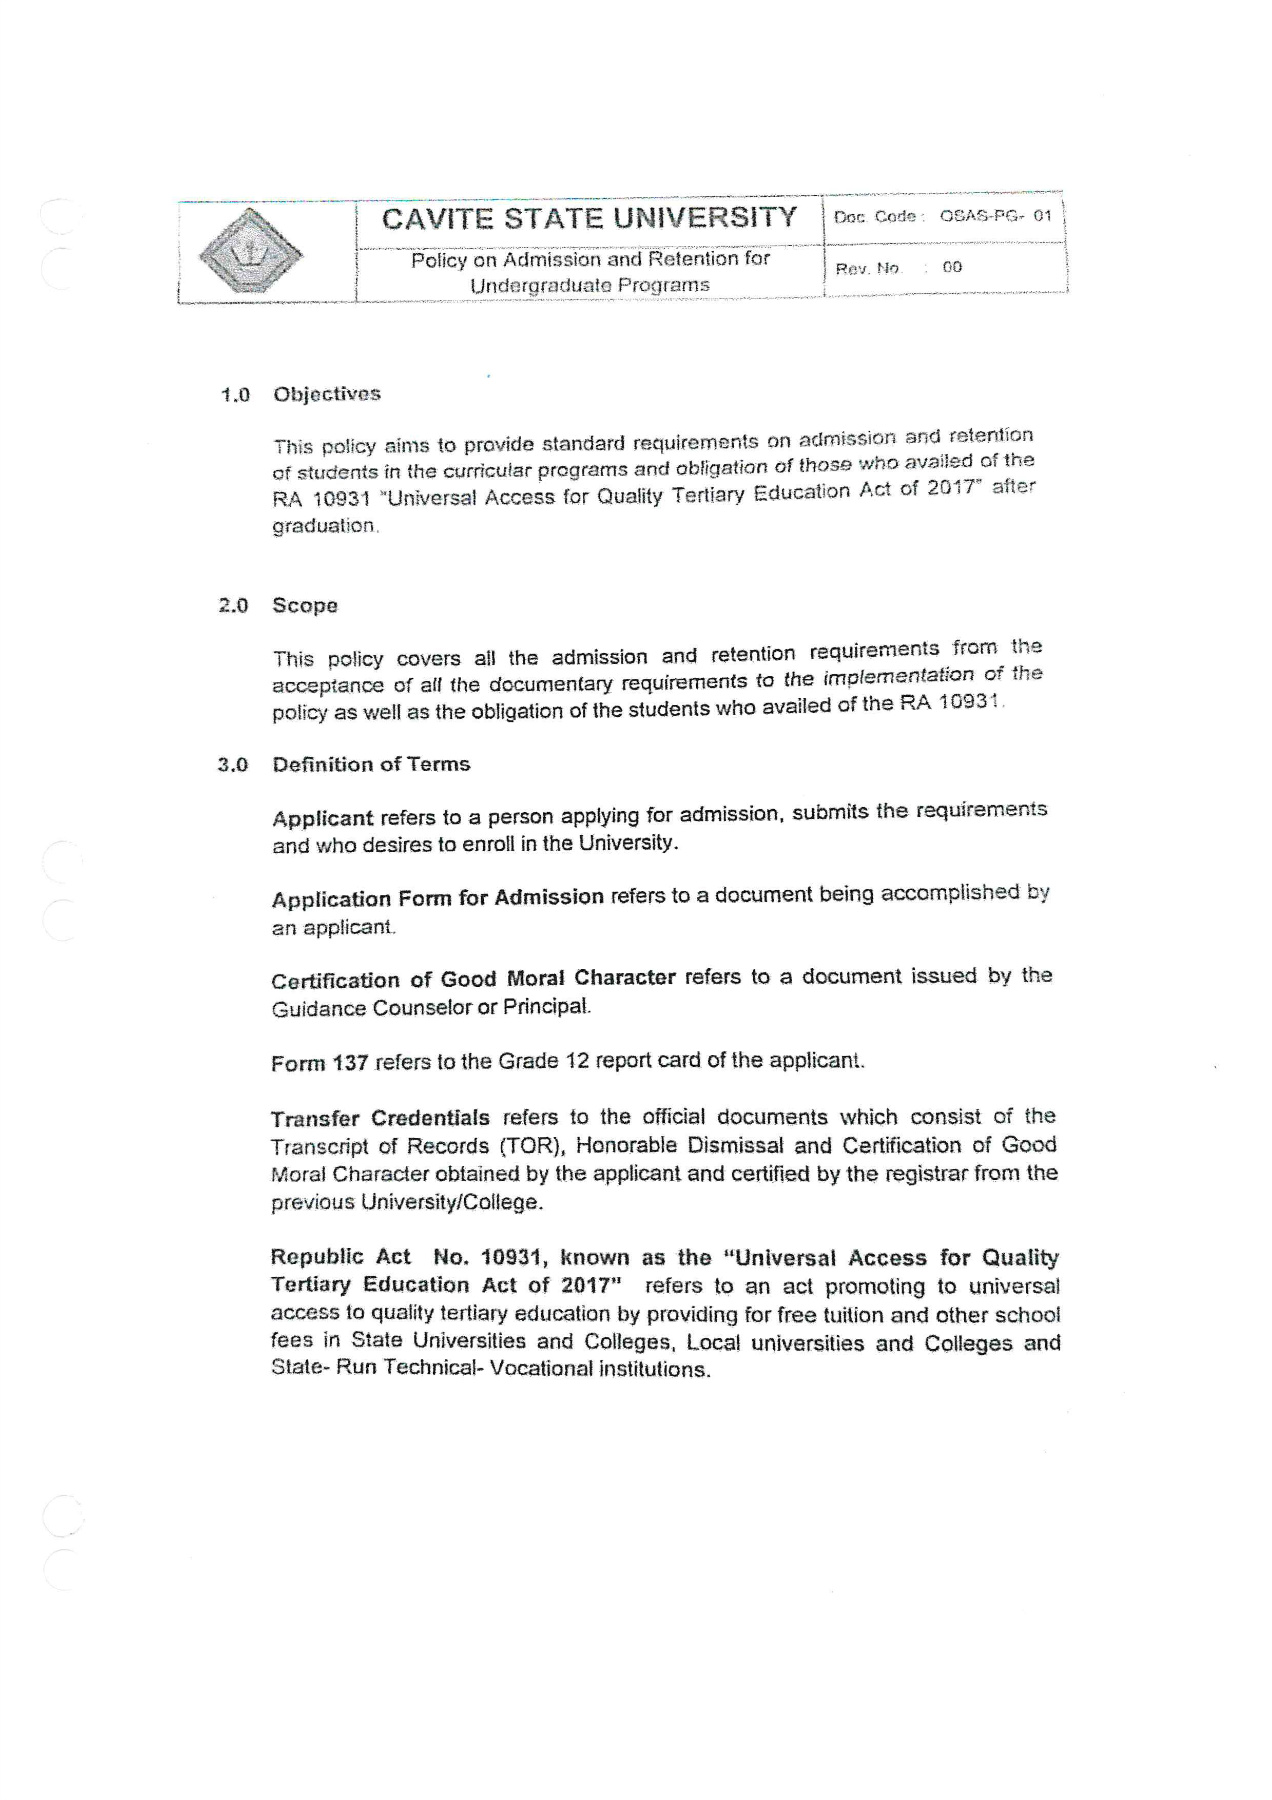 CAVITE STATE UNIVERSITY
Doc Code : OSAS-PG- 01
Policy on Admission and Retention for
Undergraduate Programs
Rev. No : 00
1.0 Objectives
This policy aims to provide standard requirements on admission and retention
of students in the curricular programs and obligation of those who availed of the
RA 10931 "Universal Access for Quality Tertiary Education Act of 2017" after
graduation.
2.0 Scope
This policy covers all the admission and retention requirements from the
acceptance of all the documentary requirements to the implementation of the
policy as well as the obligation of the students who availed of the RA 10931.
3.0 Definition of Terms
Applicant refers to a person applying for admission, submits the requirements
and who desires to enroll in the University.
Application Form for Admission refers to a document being accomplished by
an applicant.
Certification of Good Moral Character refers to a document issued by the
Guidance Counselor or Principal.
Form 137 refers to the Grade 12 report card of the applicant.
Transfer Credentials refers to the official documents which consist of the
Transcript of Records (TOR), Honorable Dismissal and Certification of Good
Moral Character obtained by the applicant and certified by the registrar from the
previous University/College.
Republic Act No. 10931, known as the "Universal Access for Quality
Tertiary Education Act of 2017" refers to an act promoting to universal
access to quality tertiary education by providing for free tuition and other school
fees in State Universities and Colleges, Local universities and Colleges and
State- Run Technical- Vocational institutions.